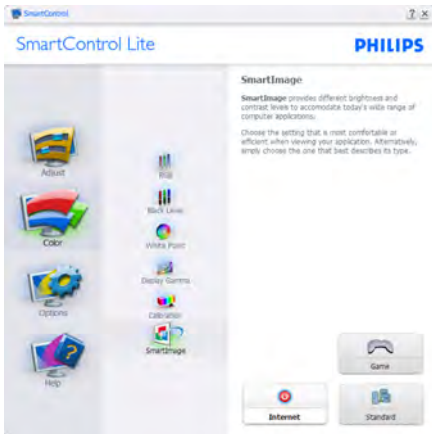 SmartControl
SmartControl Lite
PHILIPS
SmartImage
SmartImage provides different brightness and
contrast levels to accomodate today's wide range of
computer applications.
Choose the setting that is most comfortable or
efficient when viewing your application. Alternatively,
simply choose the one that best describes its type.
Adjust
Color
Options
Help
RGB
Black Level
White Point
Display Gamma
Calibration
SmartImage
Game
Internet
Standard